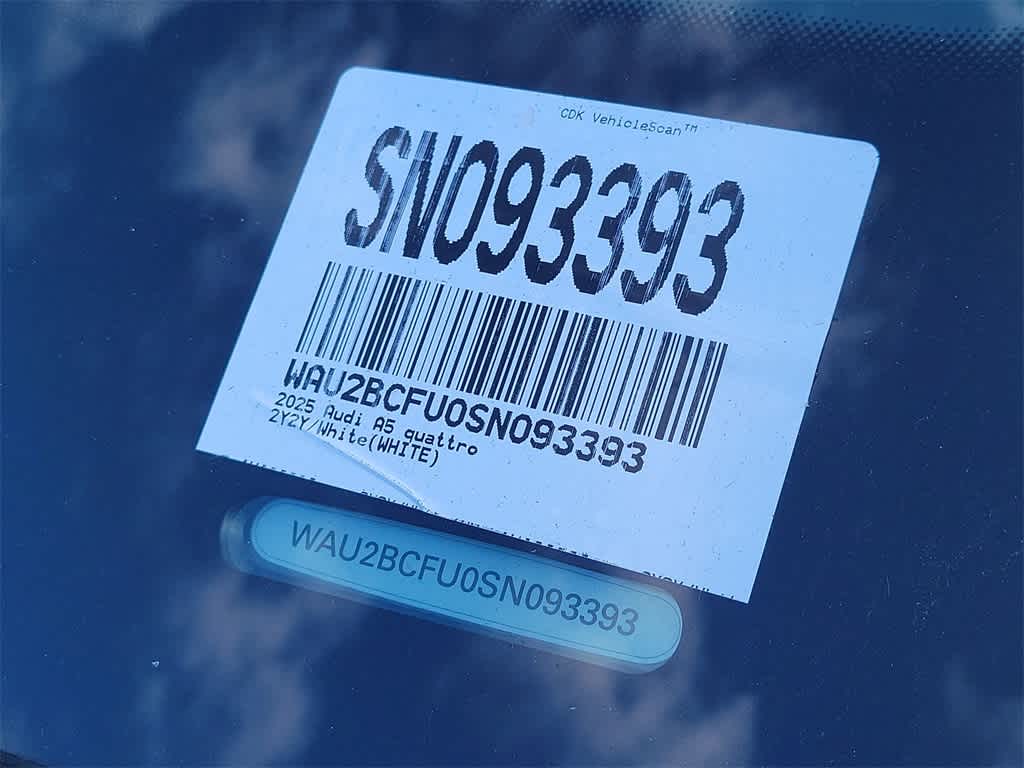 CDK VehicleScan™
SN093393
WAU2BCFU0SN093393
2025 Audi A5 quattro
2Y2Y/White(WHITE)
WAU2BCFU0SN093393